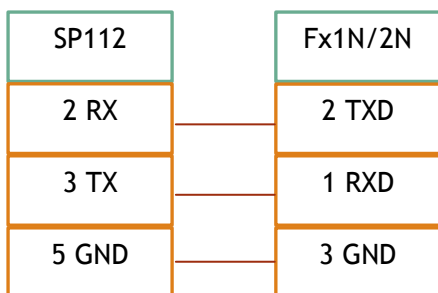 SP112 Fx1N/2N
2 RX 2 TXD
3 TX 1 RXD
5 GND 3 GND